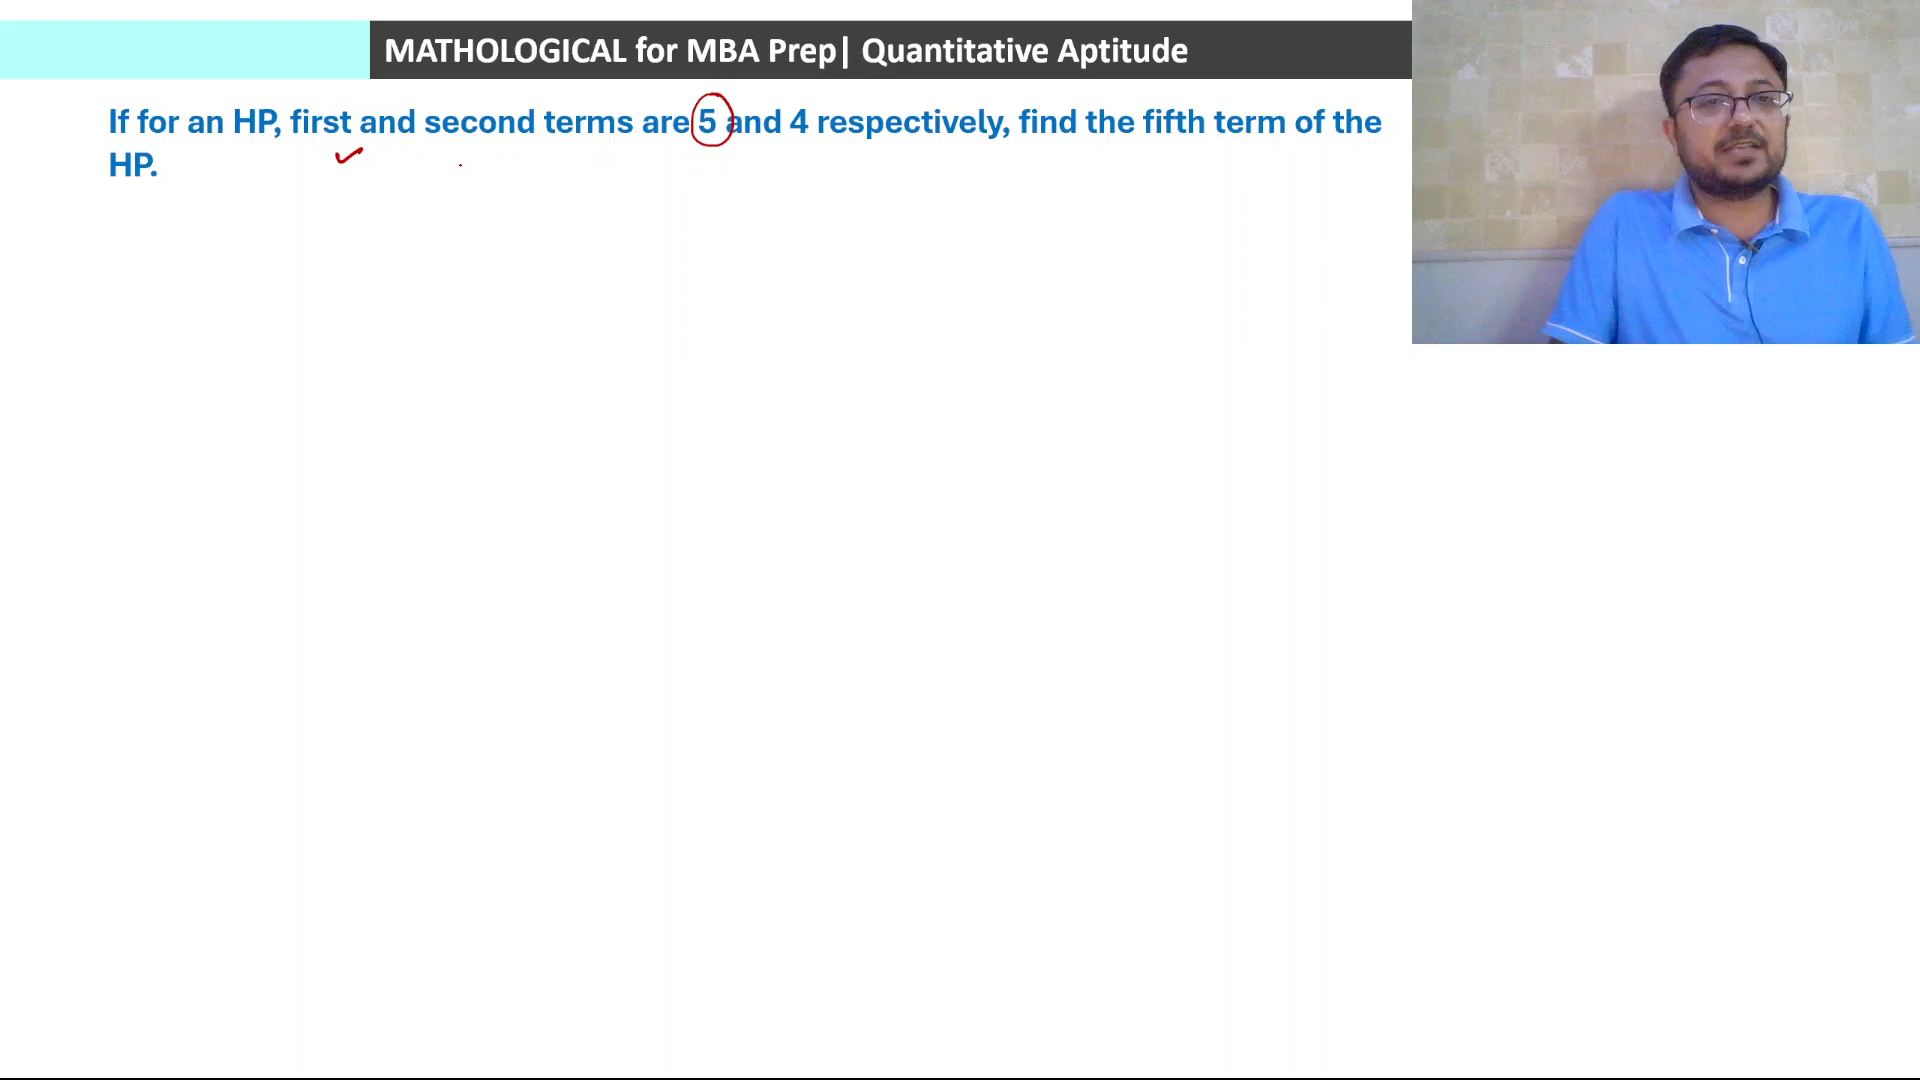 MATHOLOGICAL for MBA Prep| Quantitative Aptitude
If for an HP, first and second terms are 5 and 4 respectively, find the fifth term of the
HP.